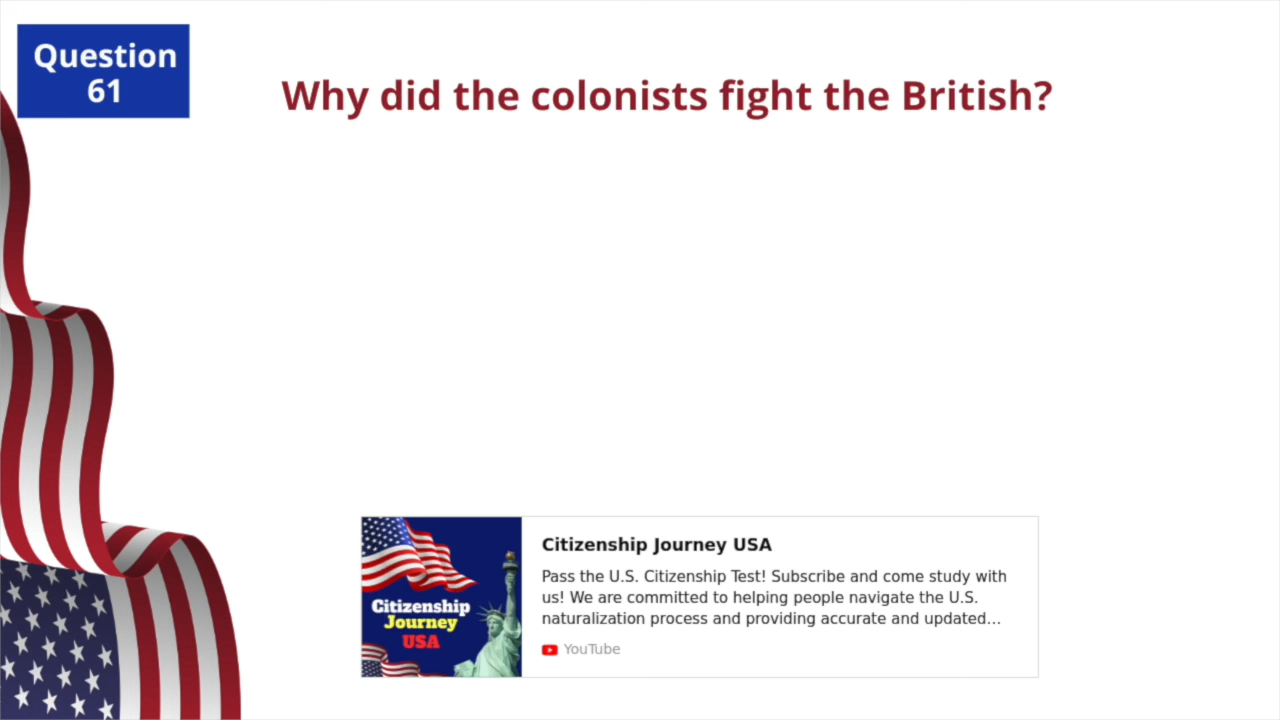 Question
61
Why did the colonists fight the British?
Citizenship Journey USA
Pass the U.S. Citizenship Test! Subscribe and come study with
us! We are committed to helping people navigate the U.S.
naturalization process and providing accurate and updated...
YouTube
Citizenship
Journey
USA